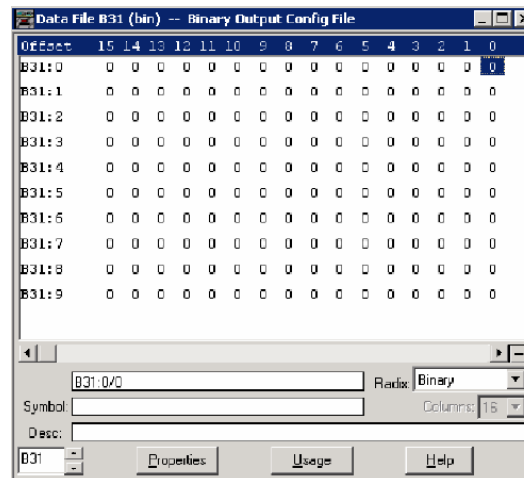 Data File B31 (bin) -- Binary Output Config File
Offset 15 14 13 12 11 10 9 8 7 6 5 4 3 2 1 0
B31:0 0 0 0 0 0 0 0 0 0 0 0 0 0 0 0 0
B31:1 0 0 0 0 0 0 0 0 0 0 0 0 0 0 0 0
B31:2 0 0 0 0 0 0 0 0 0 0 0 0 0 0 0 0
B31:3 0 0 0 0 0 0 0 0 0 0 0 0 0 0 0 0
B31:4 0 0 0 0 0 0 0 0 0 0 0 0 0 0 0 0
B31:5 0 0 0 0 0 0 0 0 0 0 0 0 0 0 0 0
B31:6 0 0 0 0 0 0 0 0 0 0 0 0 0 0 0 0
B31:7 0 0 0 0 0 0 0 0 0 0 0 0 0 0 0 0
B31:8 0 0 0 0 0 0 0 0 0 0 0 0 0 0 0 0
B31:9 0 0 0 0 0 0 0 0 0 0 0 0 0 0 0 0
B31:0/0 Radix: Binary
Symbol: Columns: 16
Desc:
B31 Properties Usage Help